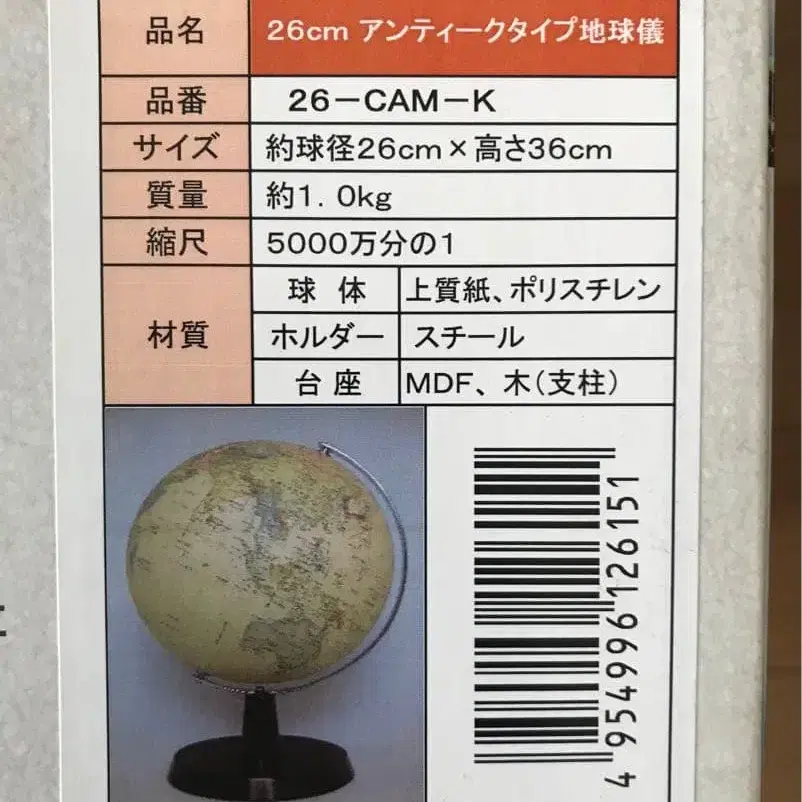 品名 26cm アンティークタイプ地球儀
品番 26-CAM-K
サイズ 約球径26cm×高さ36cm
質量 約1.0kg
縮尺 5000万分の1
材質 球体 上質紙、ポリスチレン
ホルダー スチール
台座 MDF、木(支柱)
4954996126151